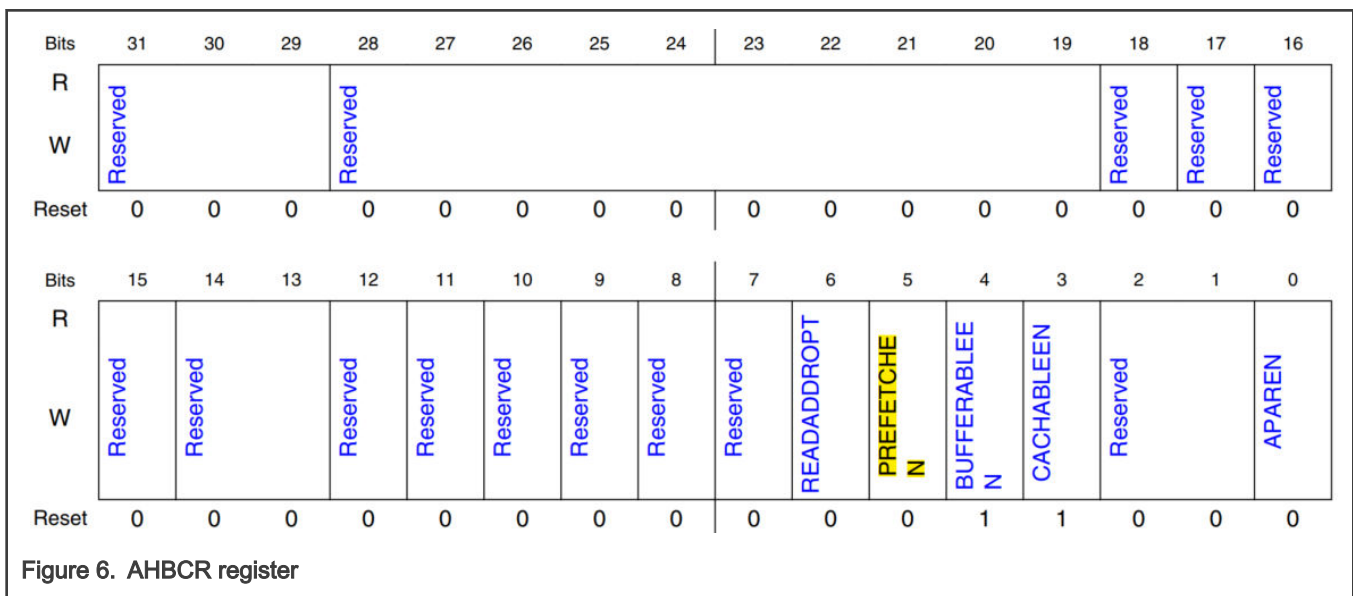 Bits 31 30 29 28 27 26 25 24 23 22 21 20 19 18 17 16
R
W
Reserved
Reserved
Reserved
Reserved
Reserved
Reset 0 0 0 0 0 0 0 0 0 0 0 0 0 0 0 0
Bits 15 14 13 12 11 10 9 8 7 6 5 4 3 2 1 0
R
W
Reserved
Reserved
Reserved
Reserved
Reserved
Reserved
Reserved
Reserved
READADDROPT
PREFETCHE
N
BUFFERABLEE
N
CACHABLEEN
Reserved
APAREN
Reset 0 0 0 0 0 0 0 0 0 0 0 1 1 0 0 0
Figure 6. AHBCR register